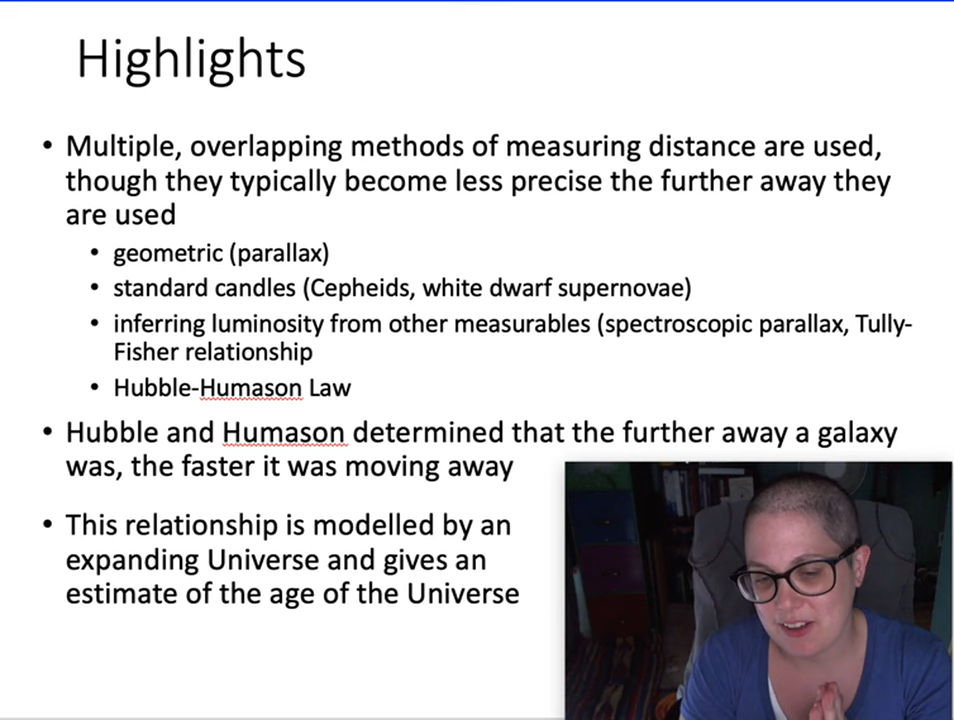 Highlights
• Multiple, overlapping methods of measuring distance are used,
though they typically become less precise the further away they
are used
• geometric (parallax)
• standard candles (Cepheids, white dwarf supernovae)
• inferring luminosity from other measurables (spectroscopic parallax, Tully-
Fisher relationship
• Hubble-Humason Law
• Hubble and Humason determined that the further away a galaxy
was, the faster it was moving away
• This relationship is modelled by an
expanding Universe and gives an
estimate of the age of the Universe